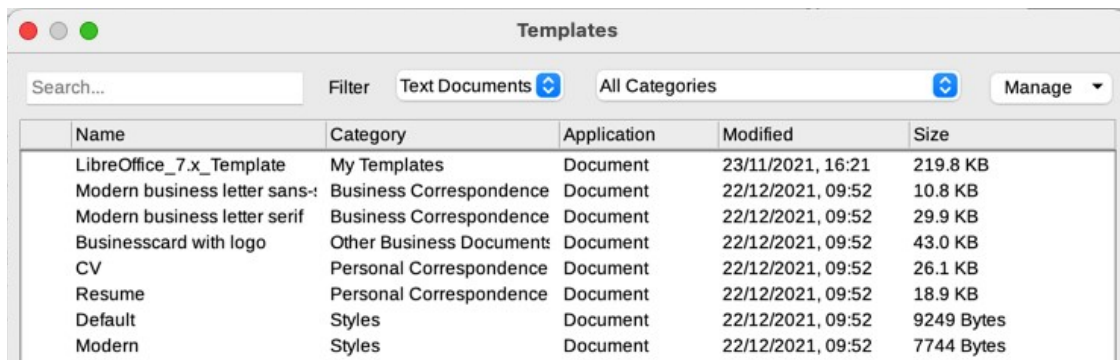 Templates
Search... Filter Text Documents All Categories Manage
Name Category Application Modified Size
LibreOffice_7.x_Template My Templates Document 23/11/2021, 16:21 219.8 KB
Modern business letter sans-s Business Correspondence Document 22/12/2021, 09:52 10.8 KB
Modern business letter serif Business Correspondence Document 22/12/2021, 09:52 29.9 KB
Businesscard with logo Other Business Documents Document 22/12/2021, 09:52 43.0 KB
CV Personal Correspondence Document 22/12/2021, 09:52 26.1 KB
Resume Personal Correspondence Document 22/12/2021, 09:52 18.9 KB
Default Styles Document 22/12/2021, 09:52 9249 Bytes
Modern Styles Document 22/12/2021, 09:52 7744 Bytes